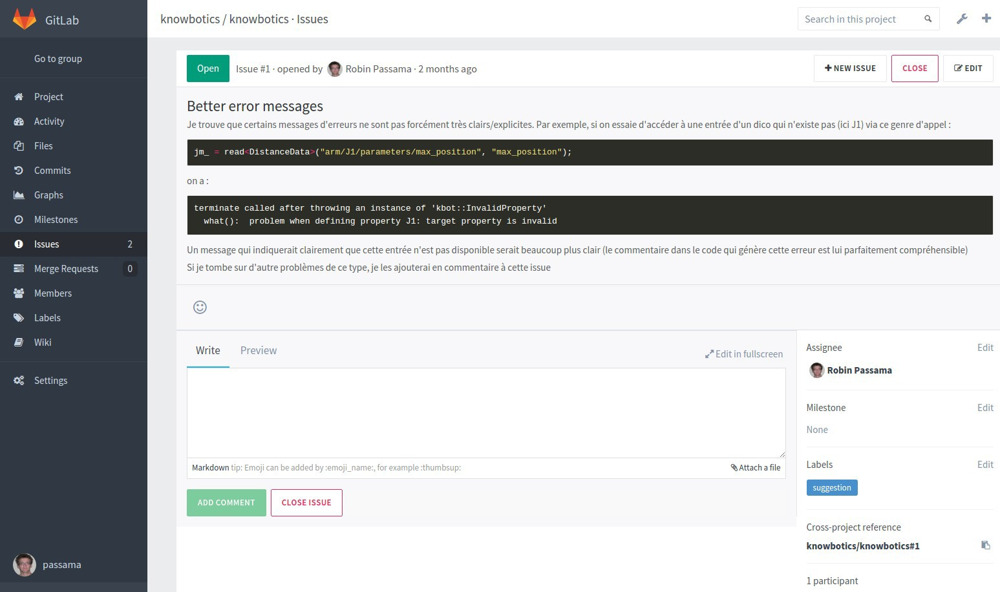 GitLab
knowbotics / knowbotics · Issues
Search in this project
Go to group
Project
Activity
Files
Commits
Graphs
Milestones
Issues 2
Merge Requests 0
Members
Labels
Wiki
Settings
passama
Open Issue #1 · opened by Robin Passama · 2 months ago
NEW ISSUE CLOSE EDIT
Better error messages
Je trouve que certains messages d'erreurs ne sont pas forcément très clairs/explicites. Par exemple, si on essaie d'accéder à une entrée d'un dico qui n'existe pas (ici J1) via ce genre d'appel :
jm_ = read<DistanceData>("arm/J1/parameters/max_position", "max_position");
on a :
terminate called after throwing an instance of 'kbot::InvalidProperty'
what(): problem when defining property J1: target property is invalid
Un message qui indiquerait clairement que cette entrée n'est pas disponible serait beaucoup plus clair (le commentaire dans le code qui génère cette erreur est lui parfaitement compréhensible)
Si je tombe sur d'autre problèmes de ce type, je les ajouterai en commentaire à cette issue
Write Preview
Edit in fullscreen
Markdown tip: Emoji can be added by :emoji_name:, for example :thumbsup:
Attach a file
ADD COMMENT CLOSE ISSUE
Assignee Edit
Robin Passama
Milestone Edit
None
Labels Edit
suggestion
Cross-project reference
knowbotics/knowbotics#1
1 participant